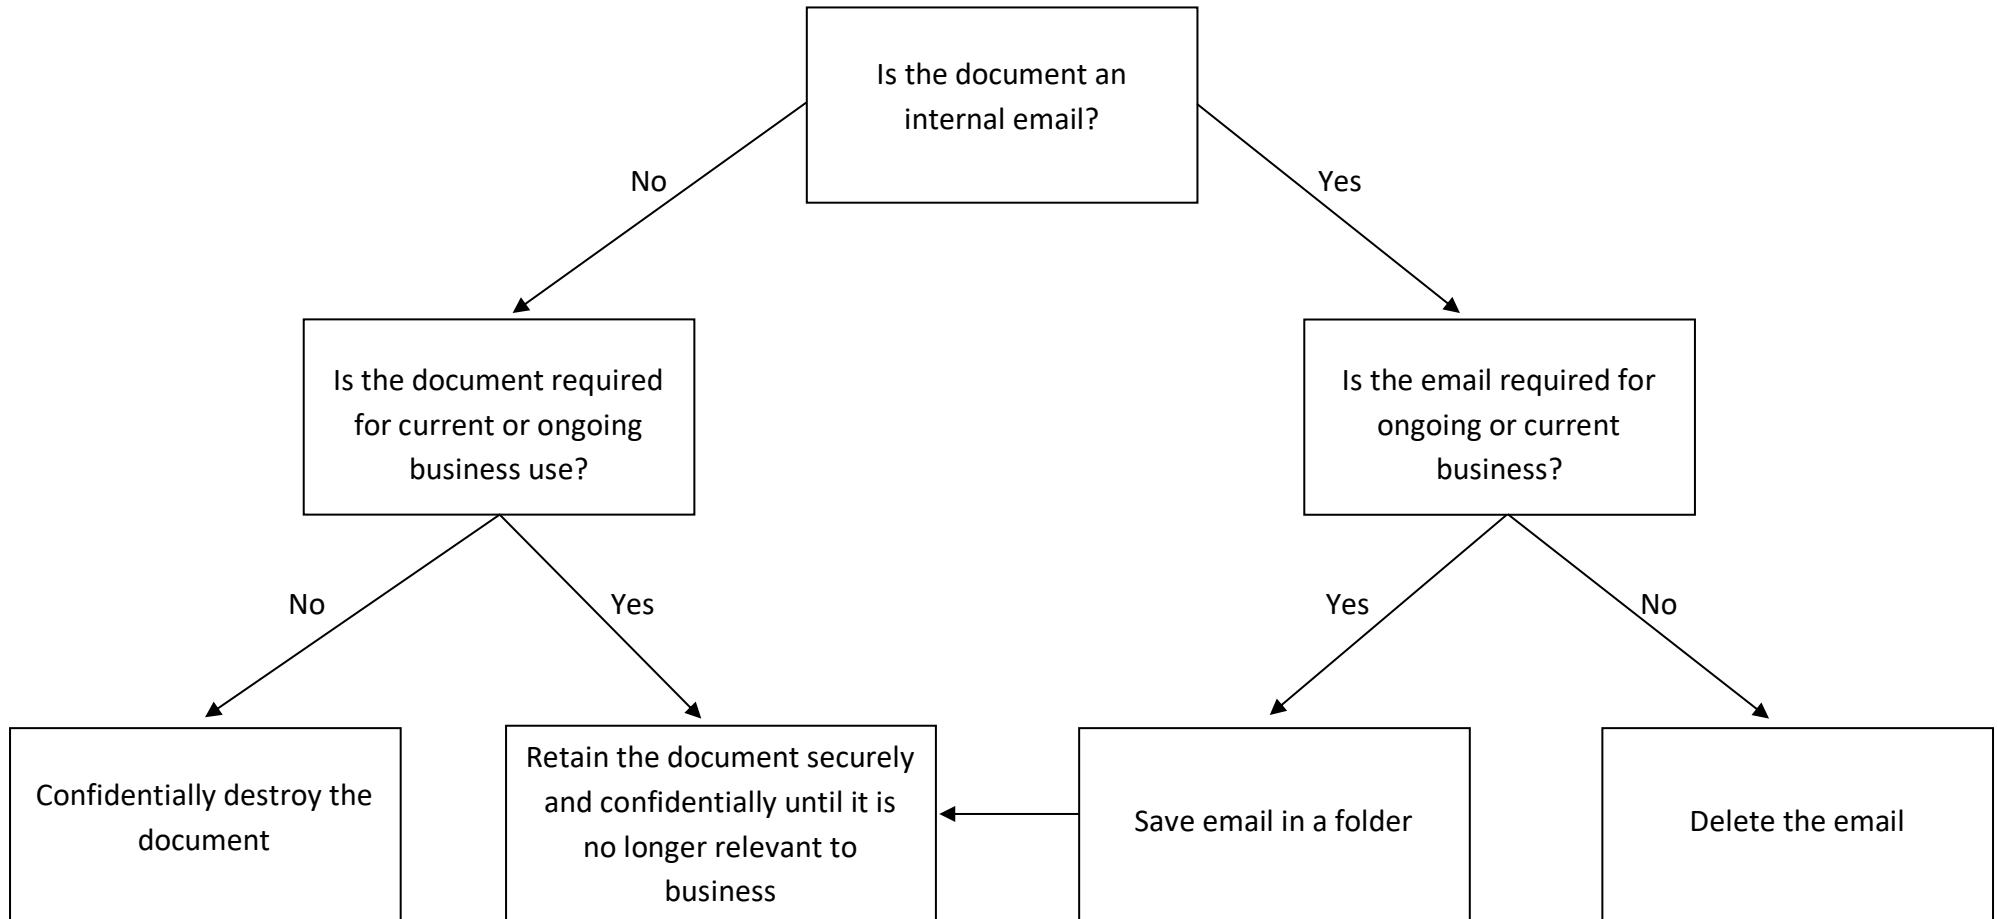 Is the document an
internal email?
No
Yes
Is the document required
for current or ongoing
business use?
Is the email required for
ongoing or current
business?
No
Yes
Yes
No
Confidentially destroy the
document
Retain the document securely
and confidentially until it is
no longer relevant to
business
Save email in a folder
Delete the email